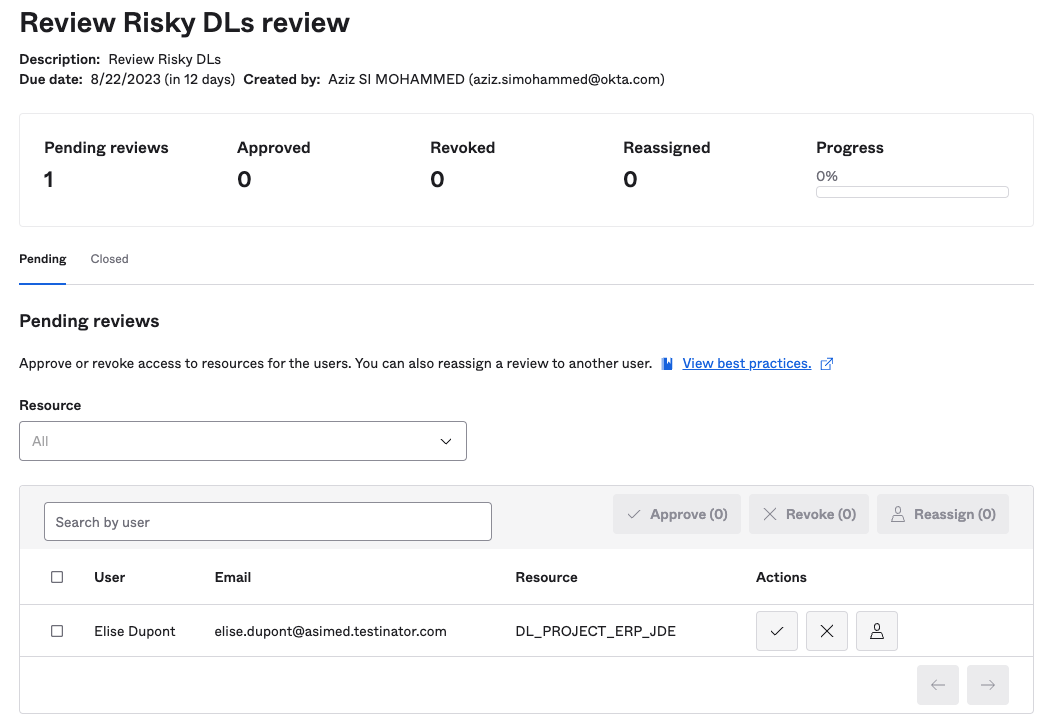 Review Risky DLs review
Description: Review Risky DLs
Due date: 8/22/2023 (in 12 days) Created by: Aziz SI MOHAMMED (aziz.simohammed@okta.com)
Pending reviews Approved Revoked Reassigned Progress
1 0 0 0 0%
Pending Closed
Pending reviews
Approve or revoke access to resources for the users. You can also reassign a review to another user. View best practices.
Resource
All
Search by user Approve (0) Revoke (0) Reassign (0)
User Email Resource Actions
Elise Dupont elise.dupont@asimed.testinator.com DL_PROJECT_ERP_JDE